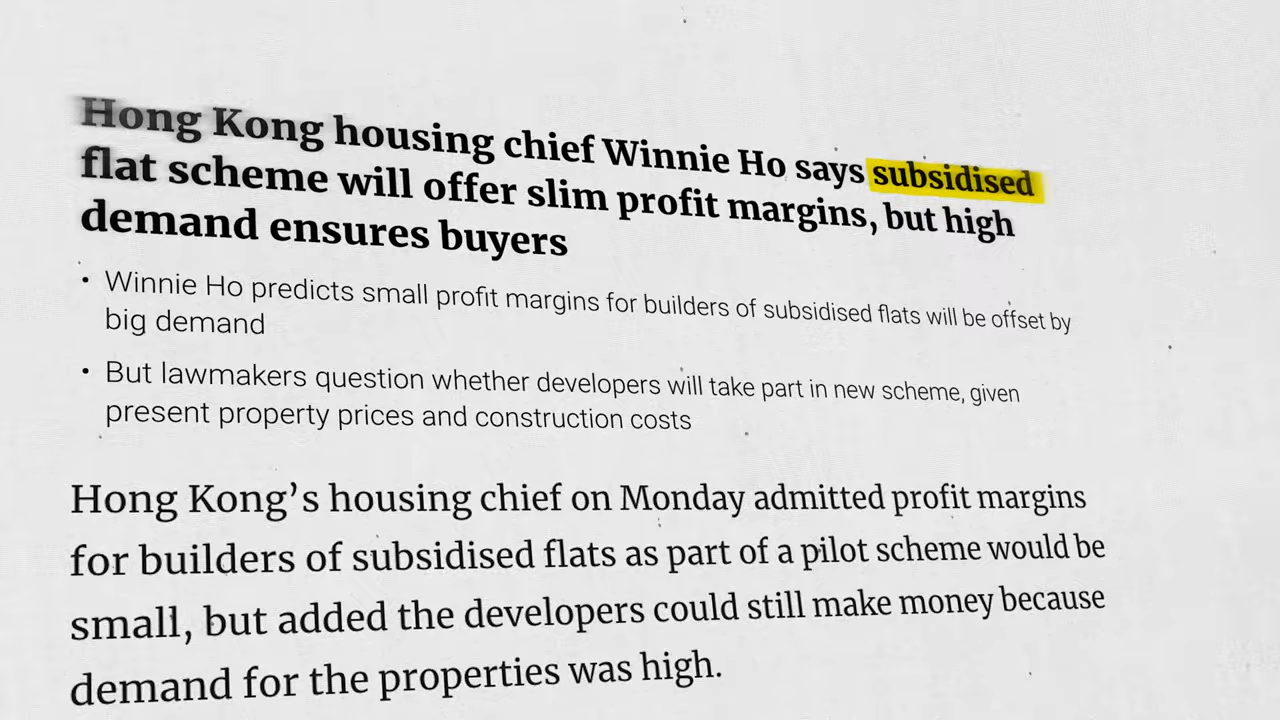 Hong Kong housing chief Winnie Ho says subsidised
flat scheme will offer slim profit margins, but high
demand ensures buyers
• Winnie Ho predicts small profit margins for builders of subsidised flats will be offset by
big demand
• But lawmakers question whether developers will take part in new scheme, given
present property prices and construction costs
Hong Kong’s housing chief on Monday admitted profit margins
for builders of subsidised flats as part of a pilot scheme would be
small, but added the developers could still make money because
demand for the properties was high.